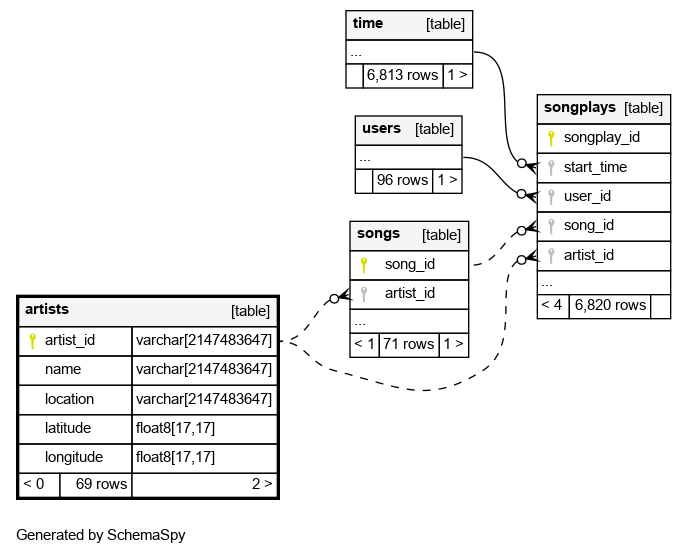 time [table]
...
6,813 rows 1 >
users [table]
...
96 rows 1 >
songs [table]
song_id
artist_id
...
< 1 71 rows 1 >
songplays [table]
songplay_id
start_time
user_id
song_id
artist_id
...
< 4 6,820 rows
artists [table]
artist_id varchar[2147483647]
name varchar[2147483647]
location varchar[2147483647]
latitude float8[17,17]
longitude float8[17,17]
< 0 69 rows 2 >
Generated by SchemaSpy